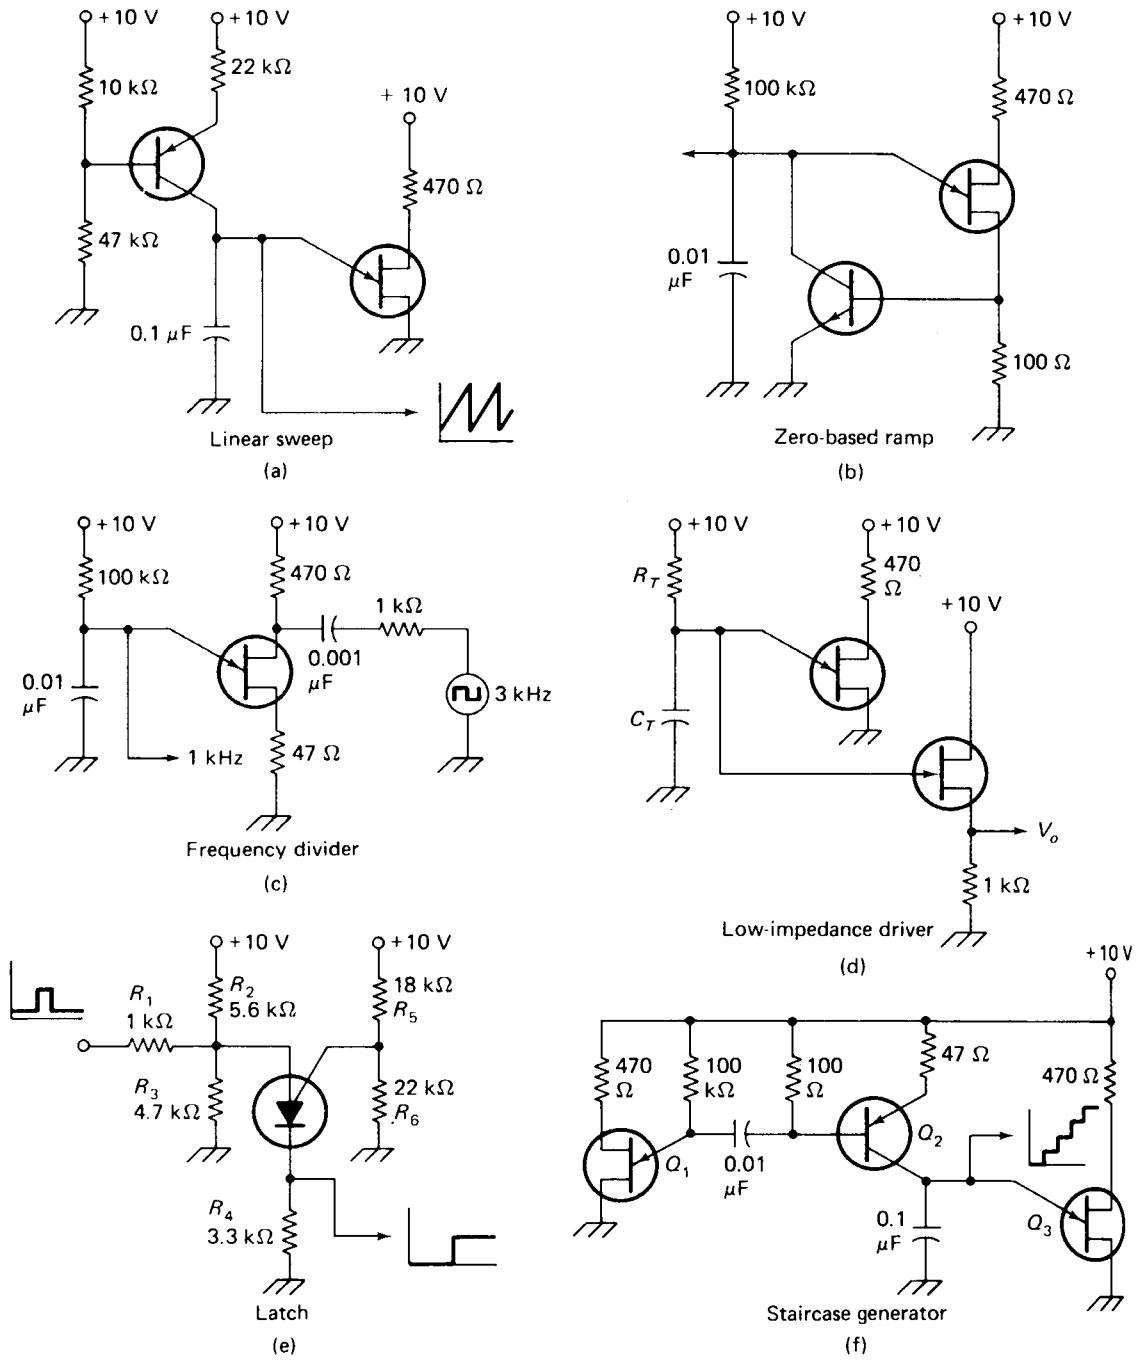 +10 V
+10 V
10 kΩ
22 kΩ
+ 10 V
470 Ω
47 kΩ
0.1 μF
Linear sweep
(a)
+10 V
+10 V
100 kΩ
470 Ω
0.01
μF
100 Ω
Zero-based ramp
(b)
+10 V
+10 V
100 kΩ
470 Ω
1 kΩ
0.01
μF
0.001
μF
3 kHz
1 kHz
47 Ω
Frequency divider
(c)
+10 V
+10 V
R_T
470
Ω
+10 V
C_T
V_o
1 kΩ
Low-impedance driver
(d)
+10 V
+10 V
R_1
1 kΩ
R_2
5.6 kΩ
18 kΩ
R_5
R_3
4.7 kΩ
22 kΩ
R_6
R_4
3.3 kΩ
Latch
(e)
+10 V
470
Ω
100
kΩ
100
Ω
47 Ω
470 Ω
Q_1
0.01
μF
Q_2
0.1
μF
Q_3
Staircase generator
(f)